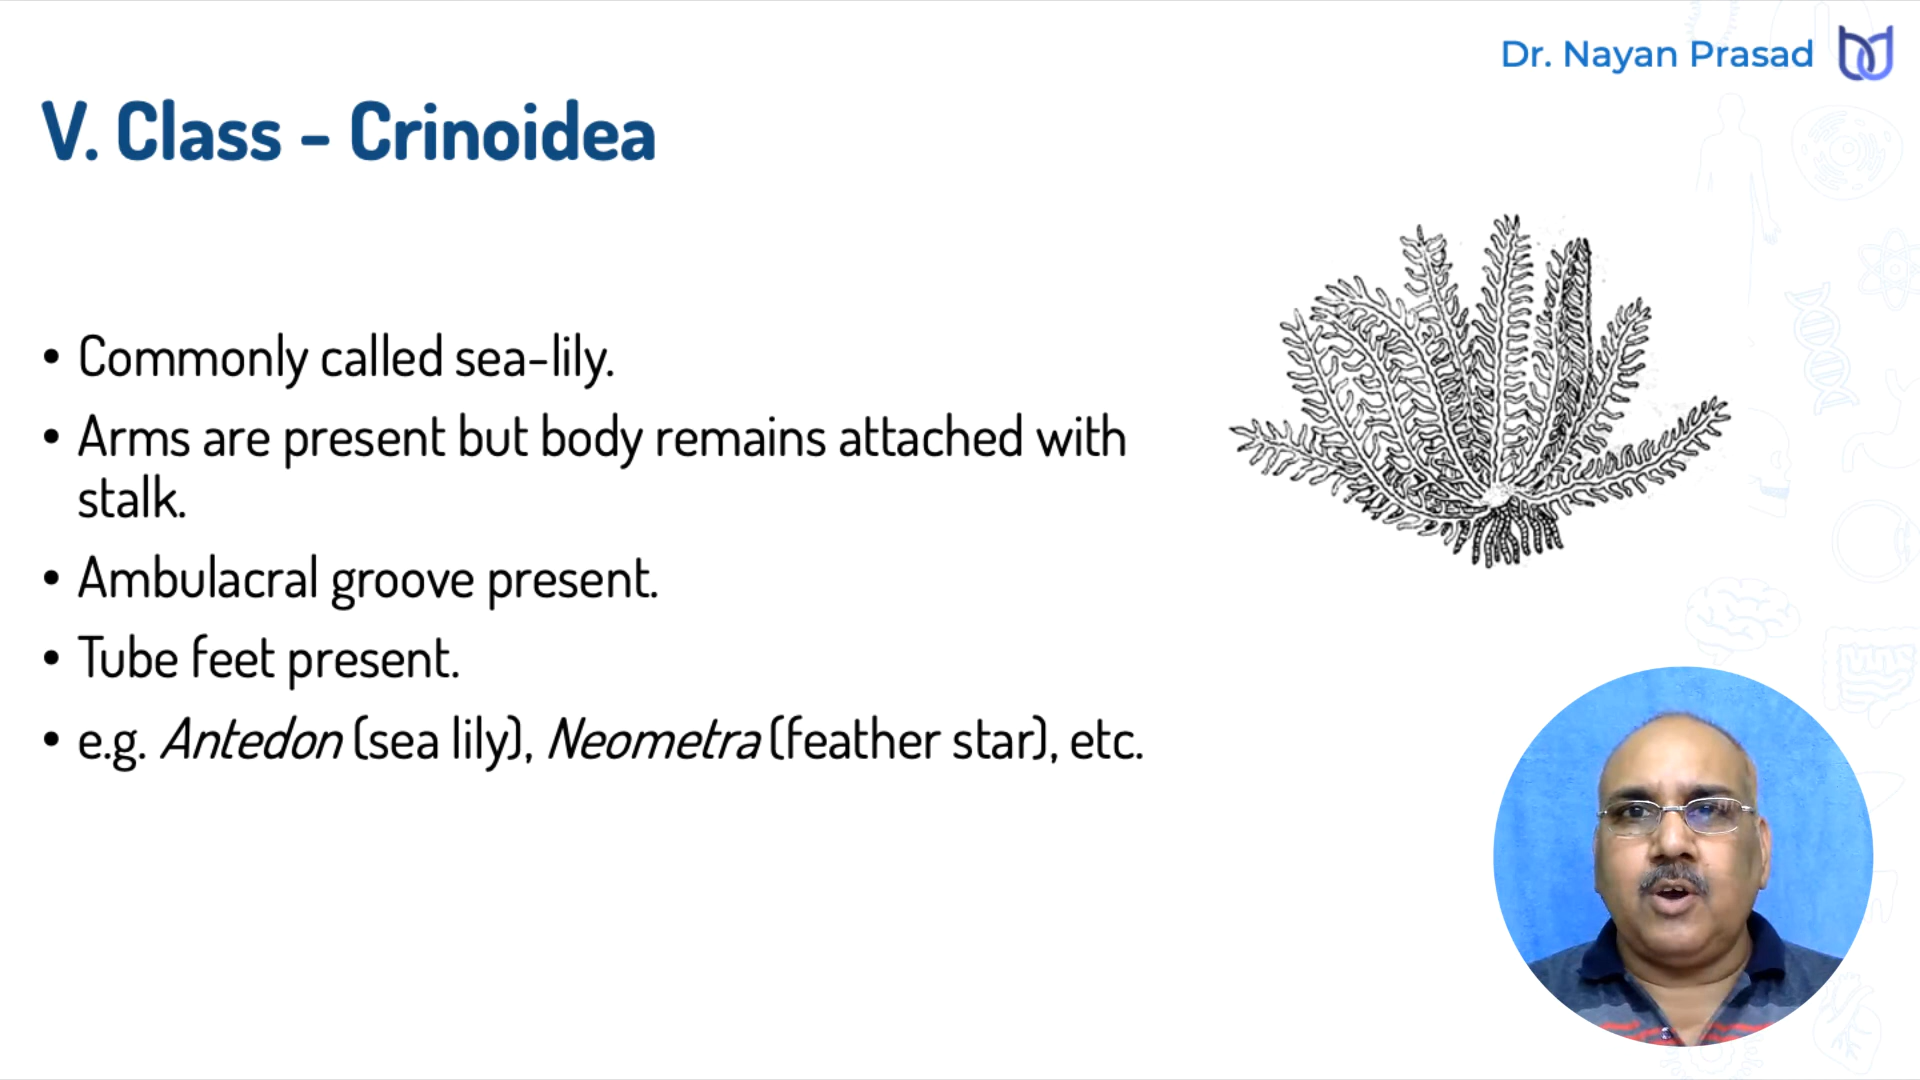 Dr. Nayan Prasad
V. Class - Crinoidea
• Commonly called sea-lily.
• Arms are present but body remains attached with
stalk.
• Ambulacral groove present.
• Tube feet present.
• e.g. Antedon (sea lily), Neometra (feather star), etc.